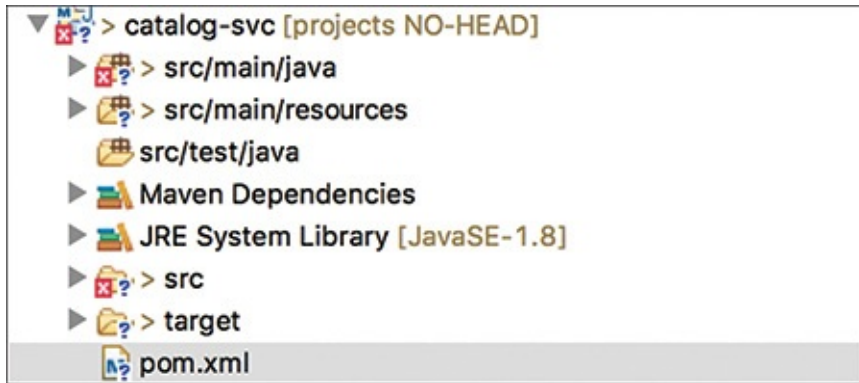 > catalog-svc [projects NO-HEAD]
> src/main/java
> src/main/resources
src/test/java
Maven Dependencies
JRE System Library [JavaSE-1.8]
> src
> target
pom.xml